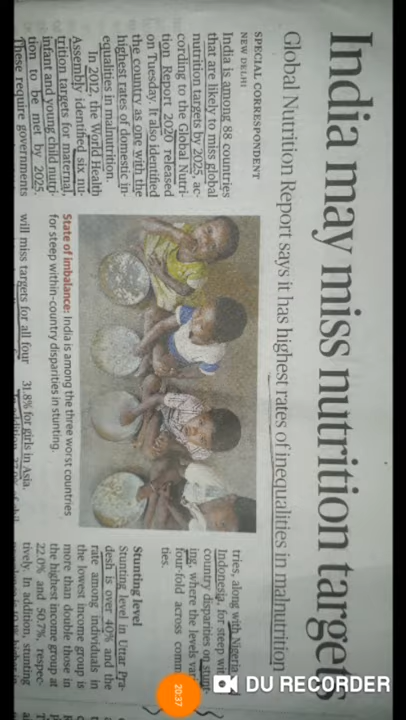 India may miss nutrition targets
Global Nutrition Report says it has highest rates of inequalities in malnutrition
SPECIAL CORRESPONDENT
NEW DELHI
India is among 88 countries
that are likely to miss global
nutrition targets by 2025, ac-
cording to the Global Nutri-
tion Report 2020 released
on Tuesday. It also identified
the country as one with the
highest rates of domestic in-
equalities in malnutrition.
In 2012, the World Health
Assembly identified six nu-
trition targets for maternal,
infant and young child nutri-
tion to be met by 2025.
These require governments
State of imbalance: India is among the three worst countries
for steep within-country disparities in stunting.
will miss targets for all four
31.8% for girls in Asia.
In addition,
tries, along with Nigeria
Indonesia, for steep wi
country disparities on stunt-
ing, where the levels vari
four-fold across comm
ties.
Stunting level
Stunting level in Uttar Pra-
desh is over 40% and the
rate among individuals in
the lowest income group is
more than double those in
the highest income group at
22.0% and 50.7%, respec-
tively. In addition, stunting
20:37
DU RECORDER